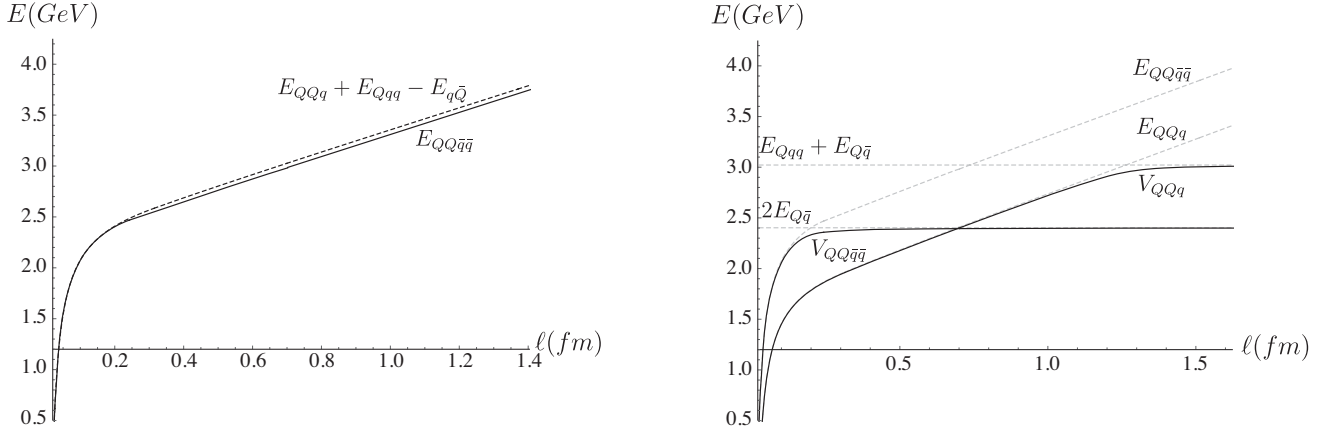 E(GeV)
4.0
3.5
3.0
2.5
2.0
1.5
1.0
0.5
E_{QQq} + E_{Qqq} − E_{q\bar{Q}}
E_{QQ\bar{q}\bar{q}}
ℓ(fm)
0.2 0.4 0.6 0.8 1.0 1.2 1.4
E(GeV)
4.0
3.5
3.0
2.5
2.0
1.5
1.0
0.5
E_{QQ\bar{q}\bar{q}}
E_{QQq}
E_{Qqq} + E_{Q\bar{q}}
V_{QQq}
2E_{Q\bar{q}}
V_{QQ\bar{q}\bar{q}}
ℓ(fm)
0.5 1.0 1.5